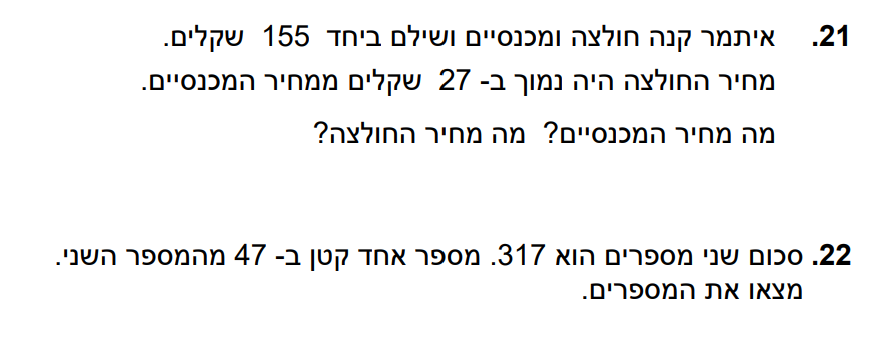 21. איתמר קנה חולצה ומכנסיים ושילם ביחד 155 שקלים.
מחיר החולצה היה נמוך ב- 27 שקלים ממחיר המכנסיים.
מה מחיר המכנסיים? מה מחיר החולצה?
22. סכום שני מספרים הוא 317. מספר אחד קטן ב- 47 מהמספר השני.
מצאו את המספרים.